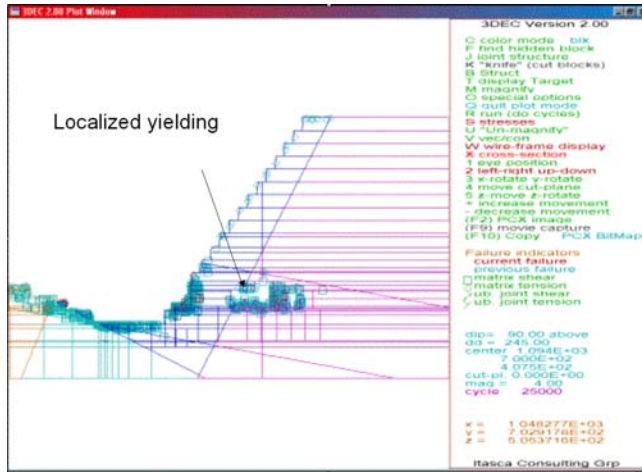 3DEC 2.00 Plot Window
3DEC Version 2.00
Localized yielding
C color mode blk
F find hidden block
J joint structure
K "knife" (cut blocks)
B Struct
T display Target
M magnify
O special options
Q quit plot mode
R run (do cycles)
S stresses
U "Un-magnify"
V vec/con
W wire-frame display
X cross-section
1 eye position
2 left-right up-down
3 x-rotate y-rotate
4 move cut-plane
5 z-move z-rotate
+ increase movement
- decrease movement
(F2) PCX image
(F9) movie capture
(F10) Copy PCX BitMap
Failure indicators
current failure
previous failure
matrix shear
matrix tension
ub. joint shear
ub. joint tension
dip= 90.00 above
dd = 245.00
center 1.094E+03
7.000E+02
4.075E+02
cut-pl. 0.000E+00
mag = 4.00
cycle 25000
x = 1.048277E+03
y = 7.029178E+02
z = 5.053716E+02
Itasca Consulting Grp